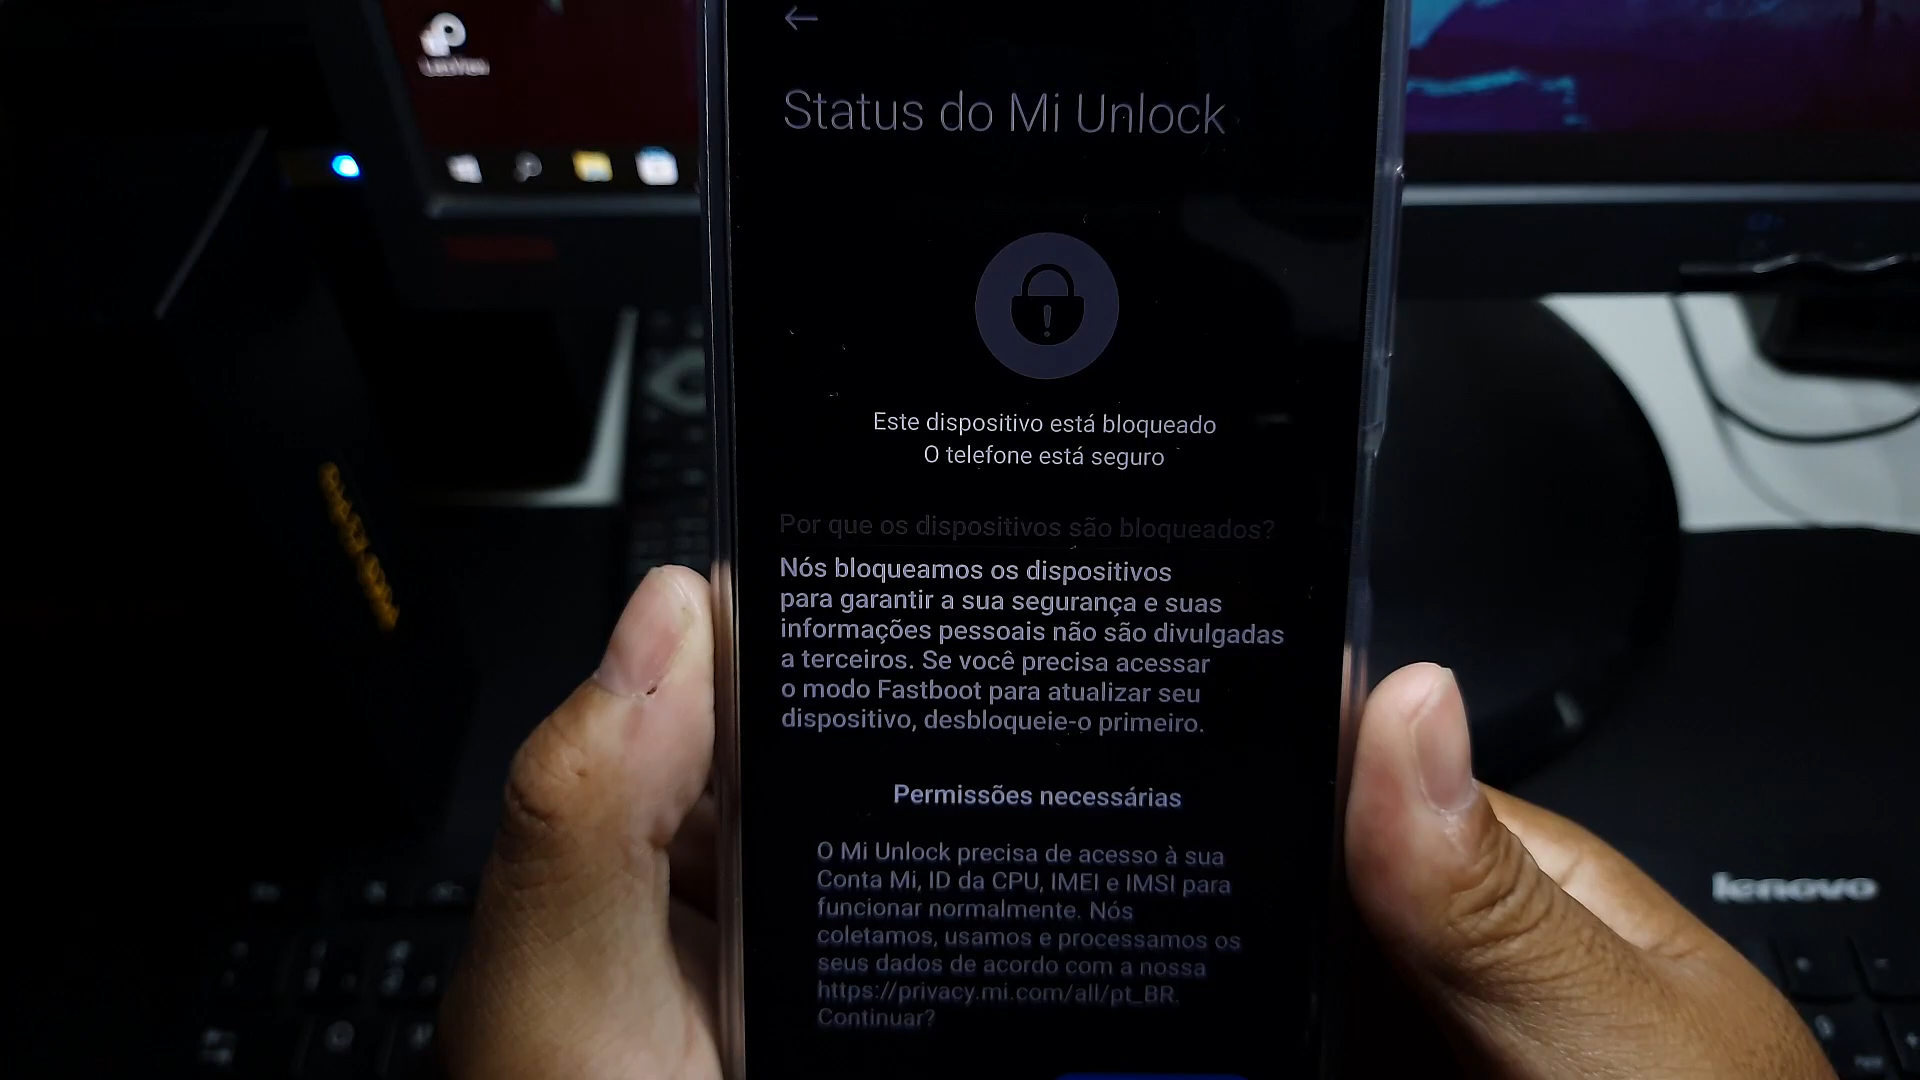 Status do Mi Unlock
Este dispositivo está bloqueado
O telefone está seguro
Por que os dispositivos são bloqueados?
Nós bloqueamos os dispositivos
para garantir a sua segurança e suas
informações pessoais não são divulgadas
a terceiros. Se você precisa acessar
o modo Fastboot para atualizar seu
dispositivo, desbloqueie-o primeiro.
Permissões necessárias
O Mi Unlock precisa de acesso à sua
Conta Mi, ID da CPU, IMEI e IMSI para
funcionar normalmente. Nós
coletamos, usamos e processamos os
seus dados de acordo com a nossa
https://privacy.mi.com/all/pt_BR.
Continuar?
lenovo